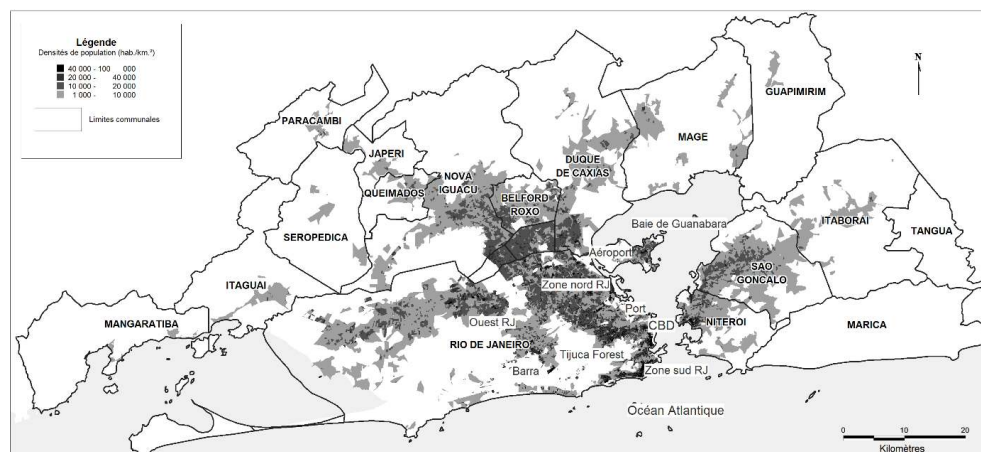 Légende
Densités de population (hab./km.²)
40 000 - 100 000
20 000 - 40 000
10 000 - 20 000
1 000 - 10 000
Limites communales
N
GUAPIMIRIM
PARACAMBI
MAGE
JAPERI
DUQUE
DE CAXIAS
NOVA
IGUACU
QUEIMADOS
BELFORD
ROXO
ITABORAI
Baie de Guanabara
TANGUA
SEROPEDICA
Aéroport
SAO
GONCALO
ITAGUAI
Zone nord RJ
Port
MANGARATIBA
Ouest RJ
CBD
NITEROI
MARICA
RIO DE JANEIRO
Tijuca Forest
Barra
Zone sud RJ
Océan Atlantique
0 10 20
Kilomètres